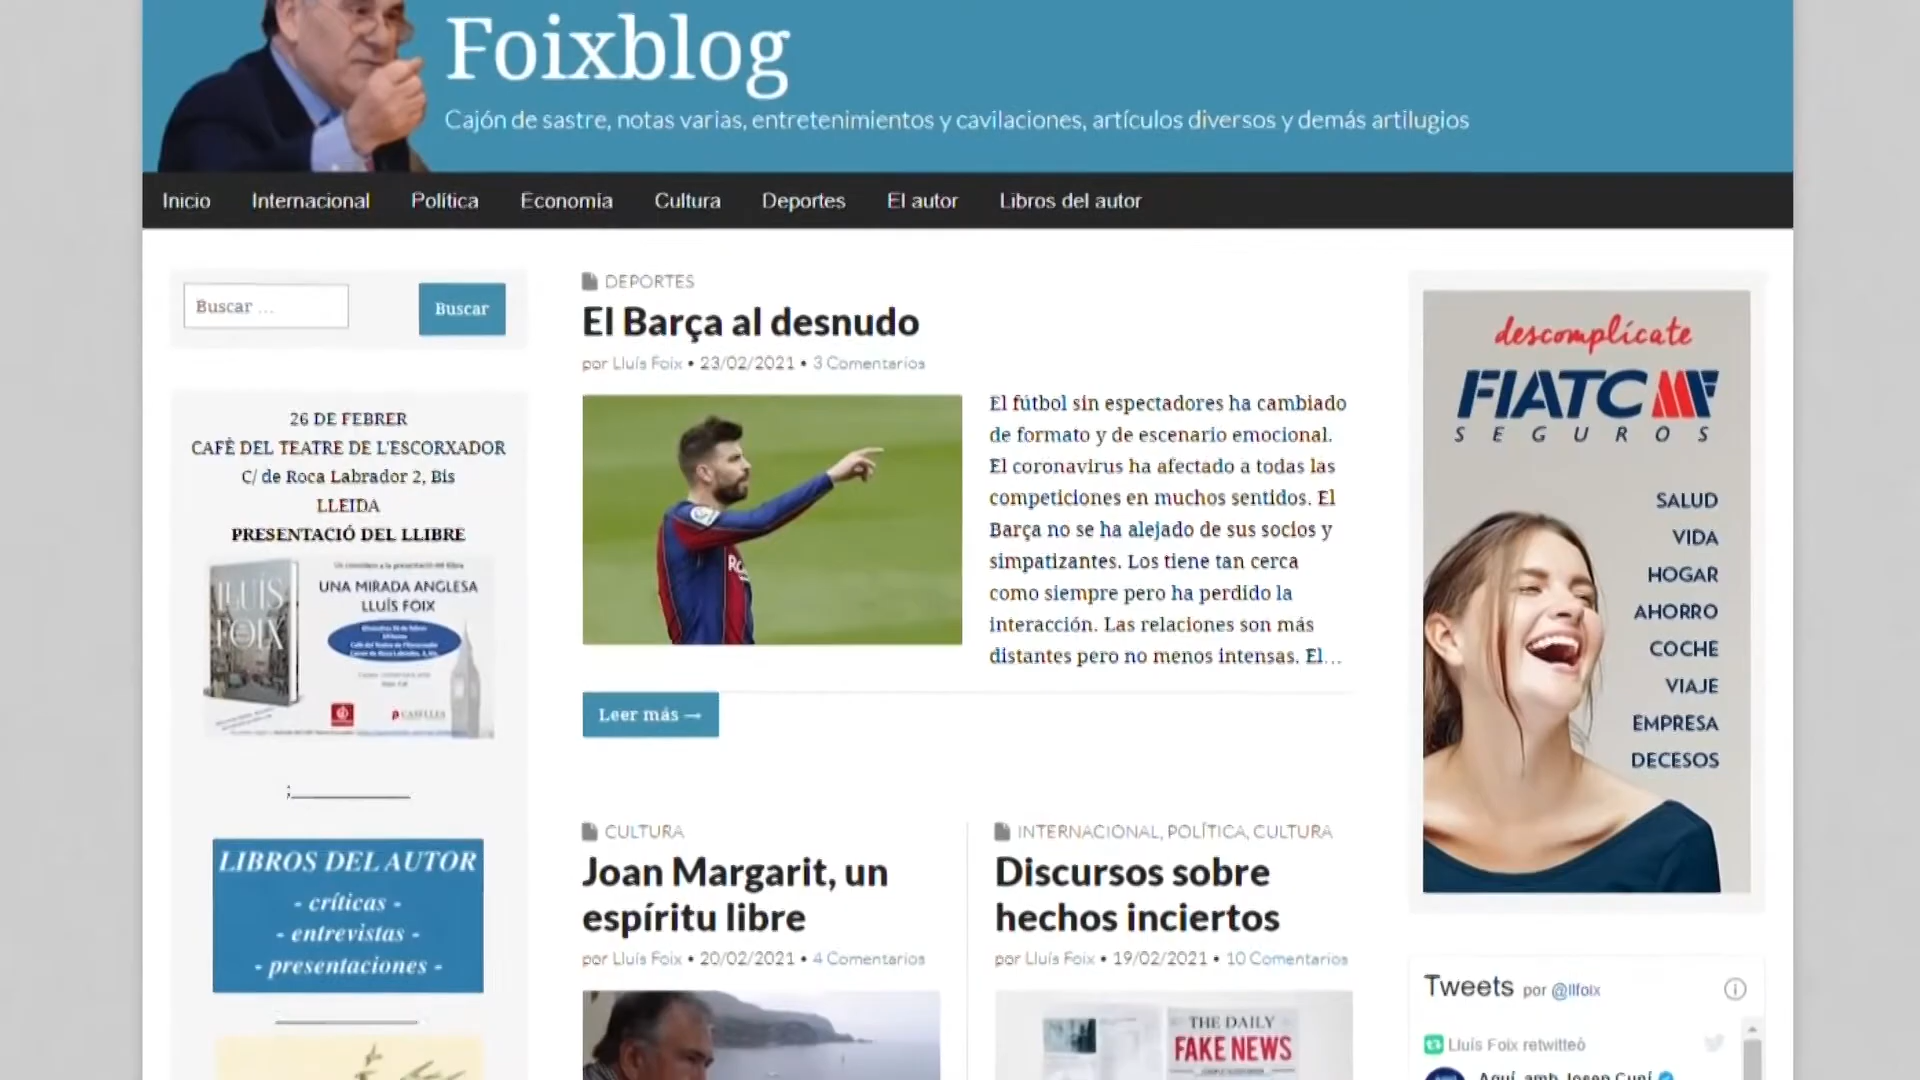 Foixblog
Cajón de sastre, notas varias, entretenimientos y cavilaciones, artículos diversos y demás artilugios
Inicio
Internacional
Política
Economía
Cultura
Deportes
El autor
Libros del autor
Buscar ...
Buscar
26 DE FEBRER
CAFÈ DEL TEATRE DE L'ESCORXADOR
C/ de Roca Labrador 2, Bis
LLEIDA
PRESENTACIÓ DEL LLIBRE
LLUÍS
FOIX
UNA MIRADA ANGLESA
LLUÍS FOIX
CASELLES
LIBROS DEL AUTOR
- críticas -
- entrevistas -
- presentaciones -
DEPORTES
El Barça al desnudo
por Lluís Foix • 23/02/2021 • 3 Comentarios
El fútbol sin espectadores ha cambiado
de formato y de escenario emocional.
El coronavirus ha afectado a todas las
competiciones en muchos sentidos. El
Barça no se ha alejado de sus socios y
simpatizantes. Los tiene tan cerca
como siempre pero ha perdido la
interacción. Las relaciones son más
distantes pero no menos intensas. El…
Leer más →
CULTURA
Joan Margarit, un
espíritu libre
por Lluís Foix • 20/02/2021 • 4 Comentarios
INTERNACIONAL, POLÍTICA, CULTURA
Discursos sobre
hechos inciertos
por Lluís Foix • 19/02/2021 • 10 Comentarios
THE DAILY
FAKE NEWS
descomplícate
FIATC
SEGUROS
SALUD
VIDA
HOGAR
AHORRO
COCHE
VIAJE
EMPRESA
DECESOS
Tweets por @llfoix
Lluís Foix retwitteó
Aquí, amb Josep Cuní